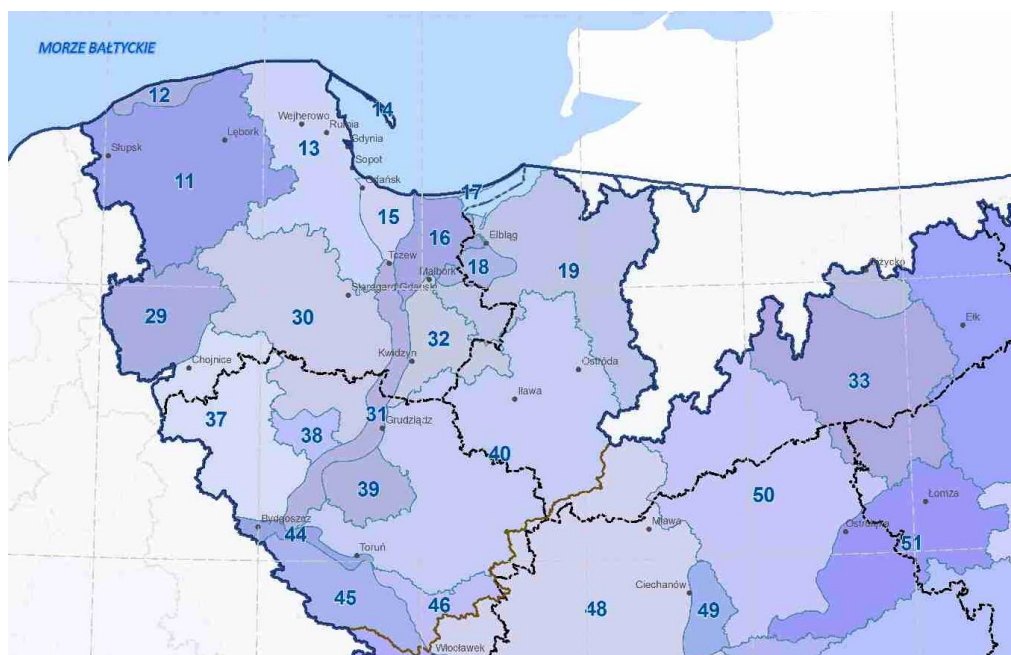 MORZE BAŁTYCKIE
12
14
Wejherowo
Rumia
Lębork
Gdynia
13
Słupsk
Sopot
11
Gdańsk
17
15
16
Elbląg
Tczew
18
19
Malbork
Giżycko
29
Starogard Gdański
30
32
Ełk
Kwidzyn
Chojnice
Ostróda
33
Iława
37
31
38
Grudziądz
40
39
50
Łomża
Bydgoszcz
44
Mława
Ostrołęka
51
Toruń
Ciechanów
45
46
48
49
Włocławek